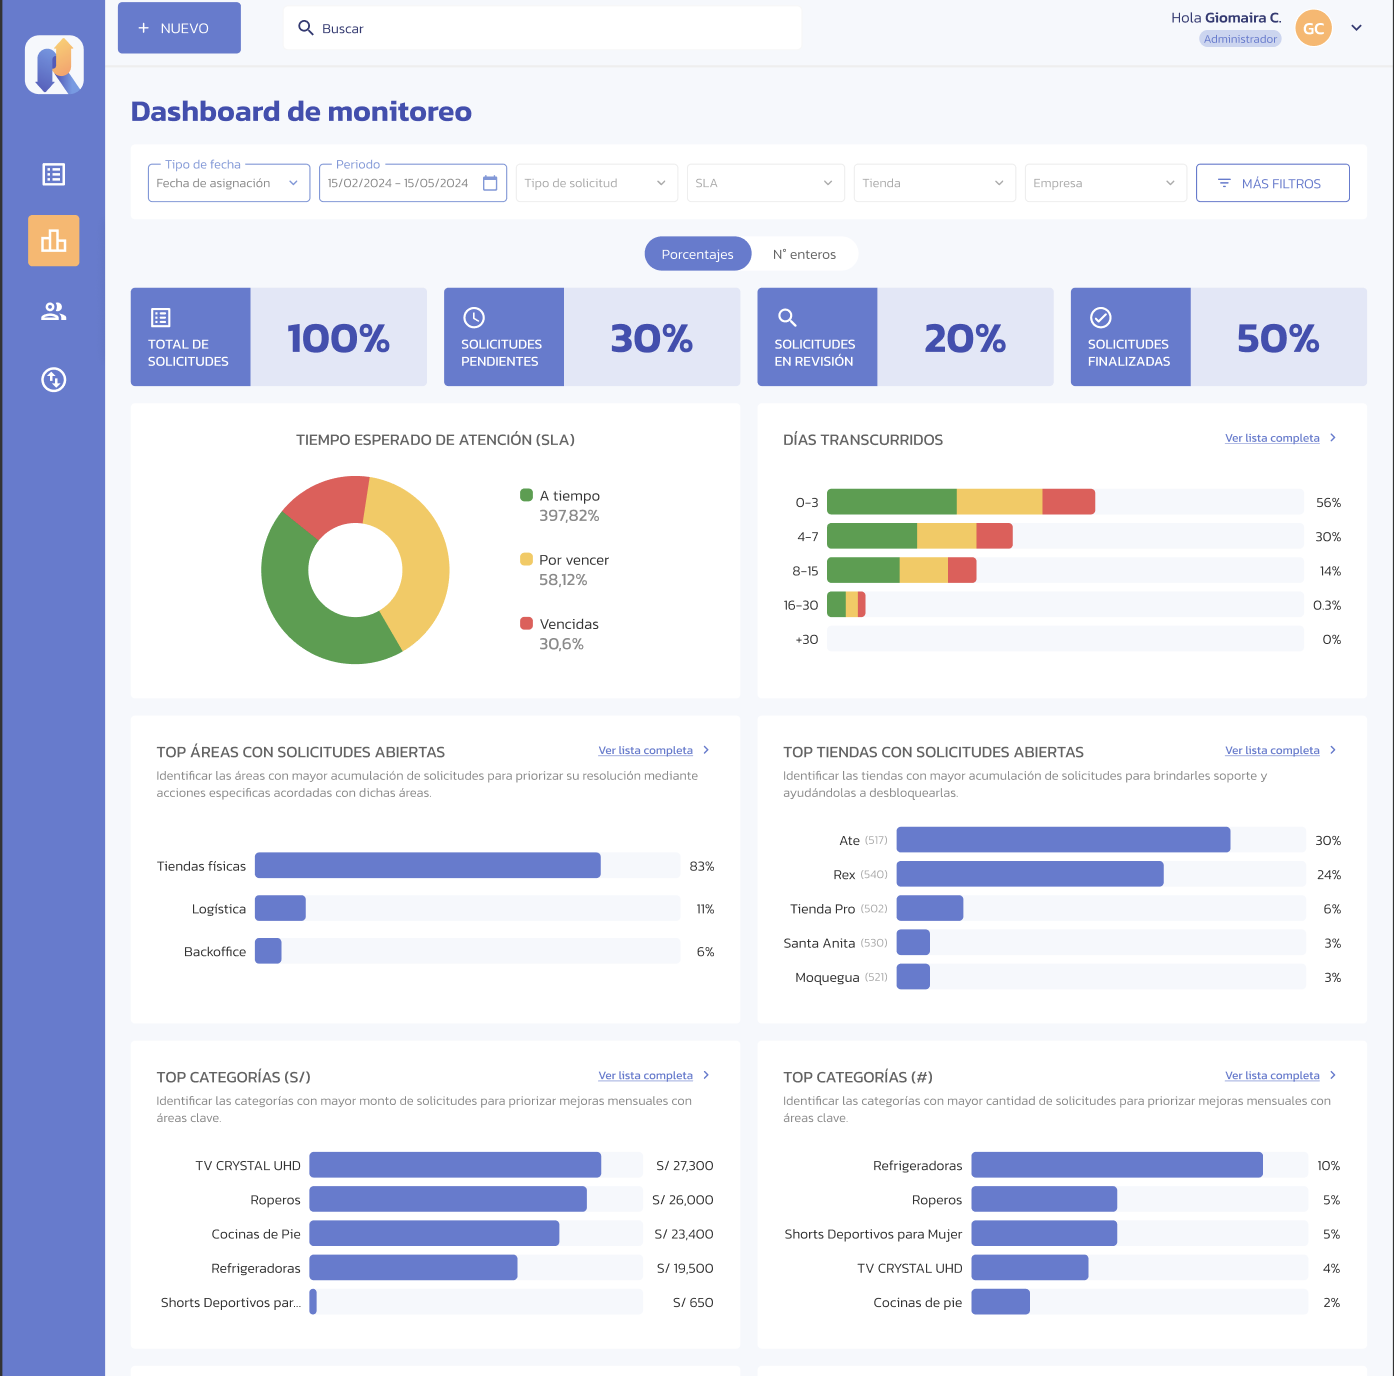 + NUEVO
Buscar
Hola Giomaira C.
Administrador
GC
Dashboard de monitoreo
Tipo de fecha
Fecha de asignación
Periodo
15/02/2024 - 15/05/2024
Tipo de solicitud
SLA
Tienda
Empresa
MÁS FILTROS
Porcentajes
N° enteros
TOTAL DE
SOLICITUDES
100%
SOLICITUDES
PENDIENTES
30%
SOLICITUDES
EN REVISIÓN
20%
SOLICITUDES
FINALIZADAS
50%
TIEMPO ESPERADO DE ATENCIÓN (SLA)
A tiempo
397,82%
Por vencer
58,12%
Vencidas
30,6%
DÍAS TRANSCURRIDOS
Ver lista completa
0-3 56%
4-7 30%
8-15 14%
16-30 0.3%
+30 0%
TOP ÁREAS CON SOLICITUDES ABIERTAS
Ver lista completa
Identificar las áreas con mayor acumulación de solicitudes para priorizar su resolución mediante
acciones especificas acordadas con dichas áreas.
Tiendas físicas 83%
Logística 11%
Backoffice 6%
TOP TIENDAS CON SOLICITUDES ABIERTAS
Ver lista completa
Identificar las tiendas con mayor acumulación de solicitudes para brindarles soporte y
ayudándolas a desbloquearlas.
Ate (517) 30%
Rex (540) 24%
Tienda Pro (502) 6%
Santa Anita (530) 3%
Moquegua (521) 3%
TOP CATEGORÍAS (S/)
Ver lista completa
Identificar las categorías con mayor monto de solicitudes para priorizar mejoras mensuales con
áreas clave.
TV CRYSTAL UHD S/ 27,300
Roperos S/ 26,000
Cocinas de Pie S/ 23,400
Refrigeradoras S/ 19,500
Shorts Deportivos par... S/ 650
TOP CATEGORÍAS (#)
Ver lista completa
Identificar las categorías con mayor cantidad de solicitudes para priorizar mejoras mensuales con
áreas clave.
Refrigeradoras 10%
Roperos 5%
Shorts Deportivos para Mujer 5%
TV CRYSTAL UHD 4%
Cocinas de pie 2%